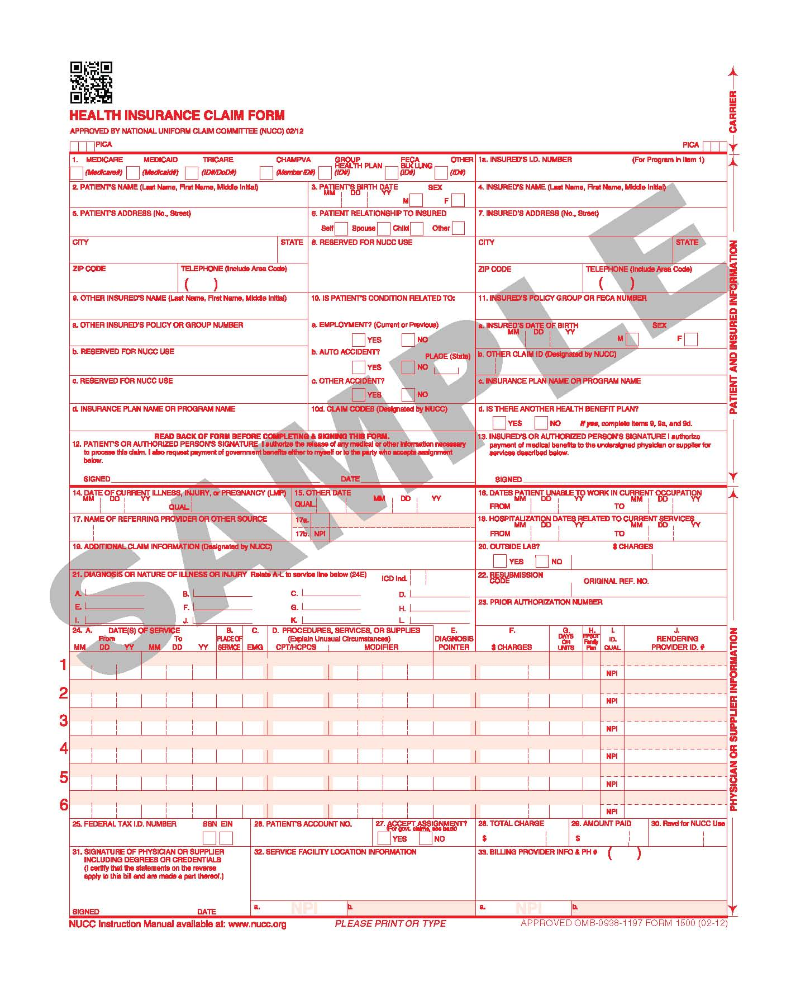 HEALTH INSURANCE CLAIM FORM
APPROVED BY NATIONAL UNIFORM CLAIM COMMITTEE (NUCC) 02/12
PICA PICA
CARRIER
1. MEDICARE MEDICAID TRICARE CHAMPVA GROUP HEALTH PLAN FECA BLK LUNG OTHER
(Medicare#) (Medicaid#) (ID#/DoD#) (Member ID#) (ID#) (ID#) (ID#)
1a. INSURED'S I.D. NUMBER (For Program in Item 1)
2. PATIENT'S NAME (Last Name, First Name, Middle Initial)
3. PATIENT'S BIRTH DATE SEX
MM DD YY M F
4. INSURED'S NAME (Last Name, First Name, Middle Initial)
5. PATIENT'S ADDRESS (No., Street)
6. PATIENT RELATIONSHIP TO INSURED
Self Spouse Child Other
7. INSURED'S ADDRESS (No., Street)
CITY STATE
8. RESERVED FOR NUCC USE
CITY STATE
ZIP CODE TELEPHONE (Include Area Code)
( )
ZIP CODE TELEPHONE (Include Area Code)
( )
9. OTHER INSURED'S NAME (Last Name, First Name, Middle Initial)
10. IS PATIENT'S CONDITION RELATED TO:
11. INSURED'S POLICY GROUP OR FECA NUMBER
a. OTHER INSURED'S POLICY OR GROUP NUMBER
a. EMPLOYMENT? (Current or Previous)
YES NO
a. INSURED'S DATE OF BIRTH SEX
MM DD YY M F
b. RESERVED FOR NUCC USE
b. AUTO ACCIDENT? PLACE (State)
YES NO
b. OTHER CLAIM ID (Designated by NUCC)
c. RESERVED FOR NUCC USE
c. OTHER ACCIDENT?
YES NO
c. INSURANCE PLAN NAME OR PROGRAM NAME
d. INSURANCE PLAN NAME OR PROGRAM NAME
10d. CLAIM CODES (Designated by NUCC)
d. IS THERE ANOTHER HEALTH BENEFIT PLAN?
YES NO If yes, complete items 9, 9a, and 9d.
READ BACK OF FORM BEFORE COMPLETING & SIGNING THIS FORM.
12. PATIENT'S OR AUTHORIZED PERSON'S SIGNATURE I authorize the release of any medical or other information necessary
to process this claim. I also request payment of government benefits either to myself or to the party who accepts assignment
below.
SIGNED DATE
13. INSURED'S OR AUTHORIZED PERSON'S SIGNATURE I authorize
payment of medical benefits to the undersigned physician or supplier for
services described below.
SIGNED
PATIENT AND INSURED INFORMATION
14. DATE OF CURRENT ILLNESS, INJURY, or PREGNANCY (LMP)
MM DD YY QUAL.
15. OTHER DATE
QUAL. MM DD YY
16. DATES PATIENT UNABLE TO WORK IN CURRENT OCCUPATION
MM DD YY MM DD YY
FROM TO
17. NAME OF REFERRING PROVIDER OR OTHER SOURCE
17a.
17b. NPI
18. HOSPITALIZATION DATES RELATED TO CURRENT SERVICES
MM DD YY MM DD YY
FROM TO
19. ADDITIONAL CLAIM INFORMATION (Designated by NUCC)
20. OUTSIDE LAB? $ CHARGES
YES NO
21. DIAGNOSIS OR NATURE OF ILLNESS OR INJURY Relate A-L to service line below (24E) ICD Ind.
A. B. C. D.
E. F. G. H.
I. J. K. L.
22. RESUBMISSION
CODE ORIGINAL REF. NO.
23. PRIOR AUTHORIZATION NUMBER
24. A. DATE(S) OF SERVICE
From To
MM DD YY MM DD YY
B.
PLACE OF
SERVICE
C.
EMG
D. PROCEDURES, SERVICES, OR SUPPLIES
(Explain Unusual Circumstances)
CPT/HCPCS MODIFIER
E.
DIAGNOSIS
POINTER
F.
$ CHARGES
G.
DAYS
OR
UNITS
H.
EPSDT
Family
Plan
I.
ID.
QUAL.
J.
RENDERING
PROVIDER ID. #
1 NPI
2 NPI
3 NPI
4 NPI
5 NPI
6 NPI
25. FEDERAL TAX I.D. NUMBER SSN EIN
26. PATIENT'S ACCOUNT NO.
27. ACCEPT ASSIGNMENT?
(For govt. claims, see back)
YES NO
28. TOTAL CHARGE
$
29. AMOUNT PAID
$
30. Rsvd for NUCC Use
31. SIGNATURE OF PHYSICIAN OR SUPPLIER
INCLUDING DEGREES OR CREDENTIALS
(I certify that the statements on the reverse
apply to this bill and are made a part thereof.)
SIGNED DATE
32. SERVICE FACILITY LOCATION INFORMATION
a. NPI b.
33. BILLING PROVIDER INFO & PH # ( )
a. NPI b.
PHYSICIAN OR SUPPLIER INFORMATION
NUCC Instruction Manual available at: www.nucc.org PLEASE PRINT OR TYPE APPROVED OMB-0938-1197 FORM 1500 (02-12)
SAMPLE